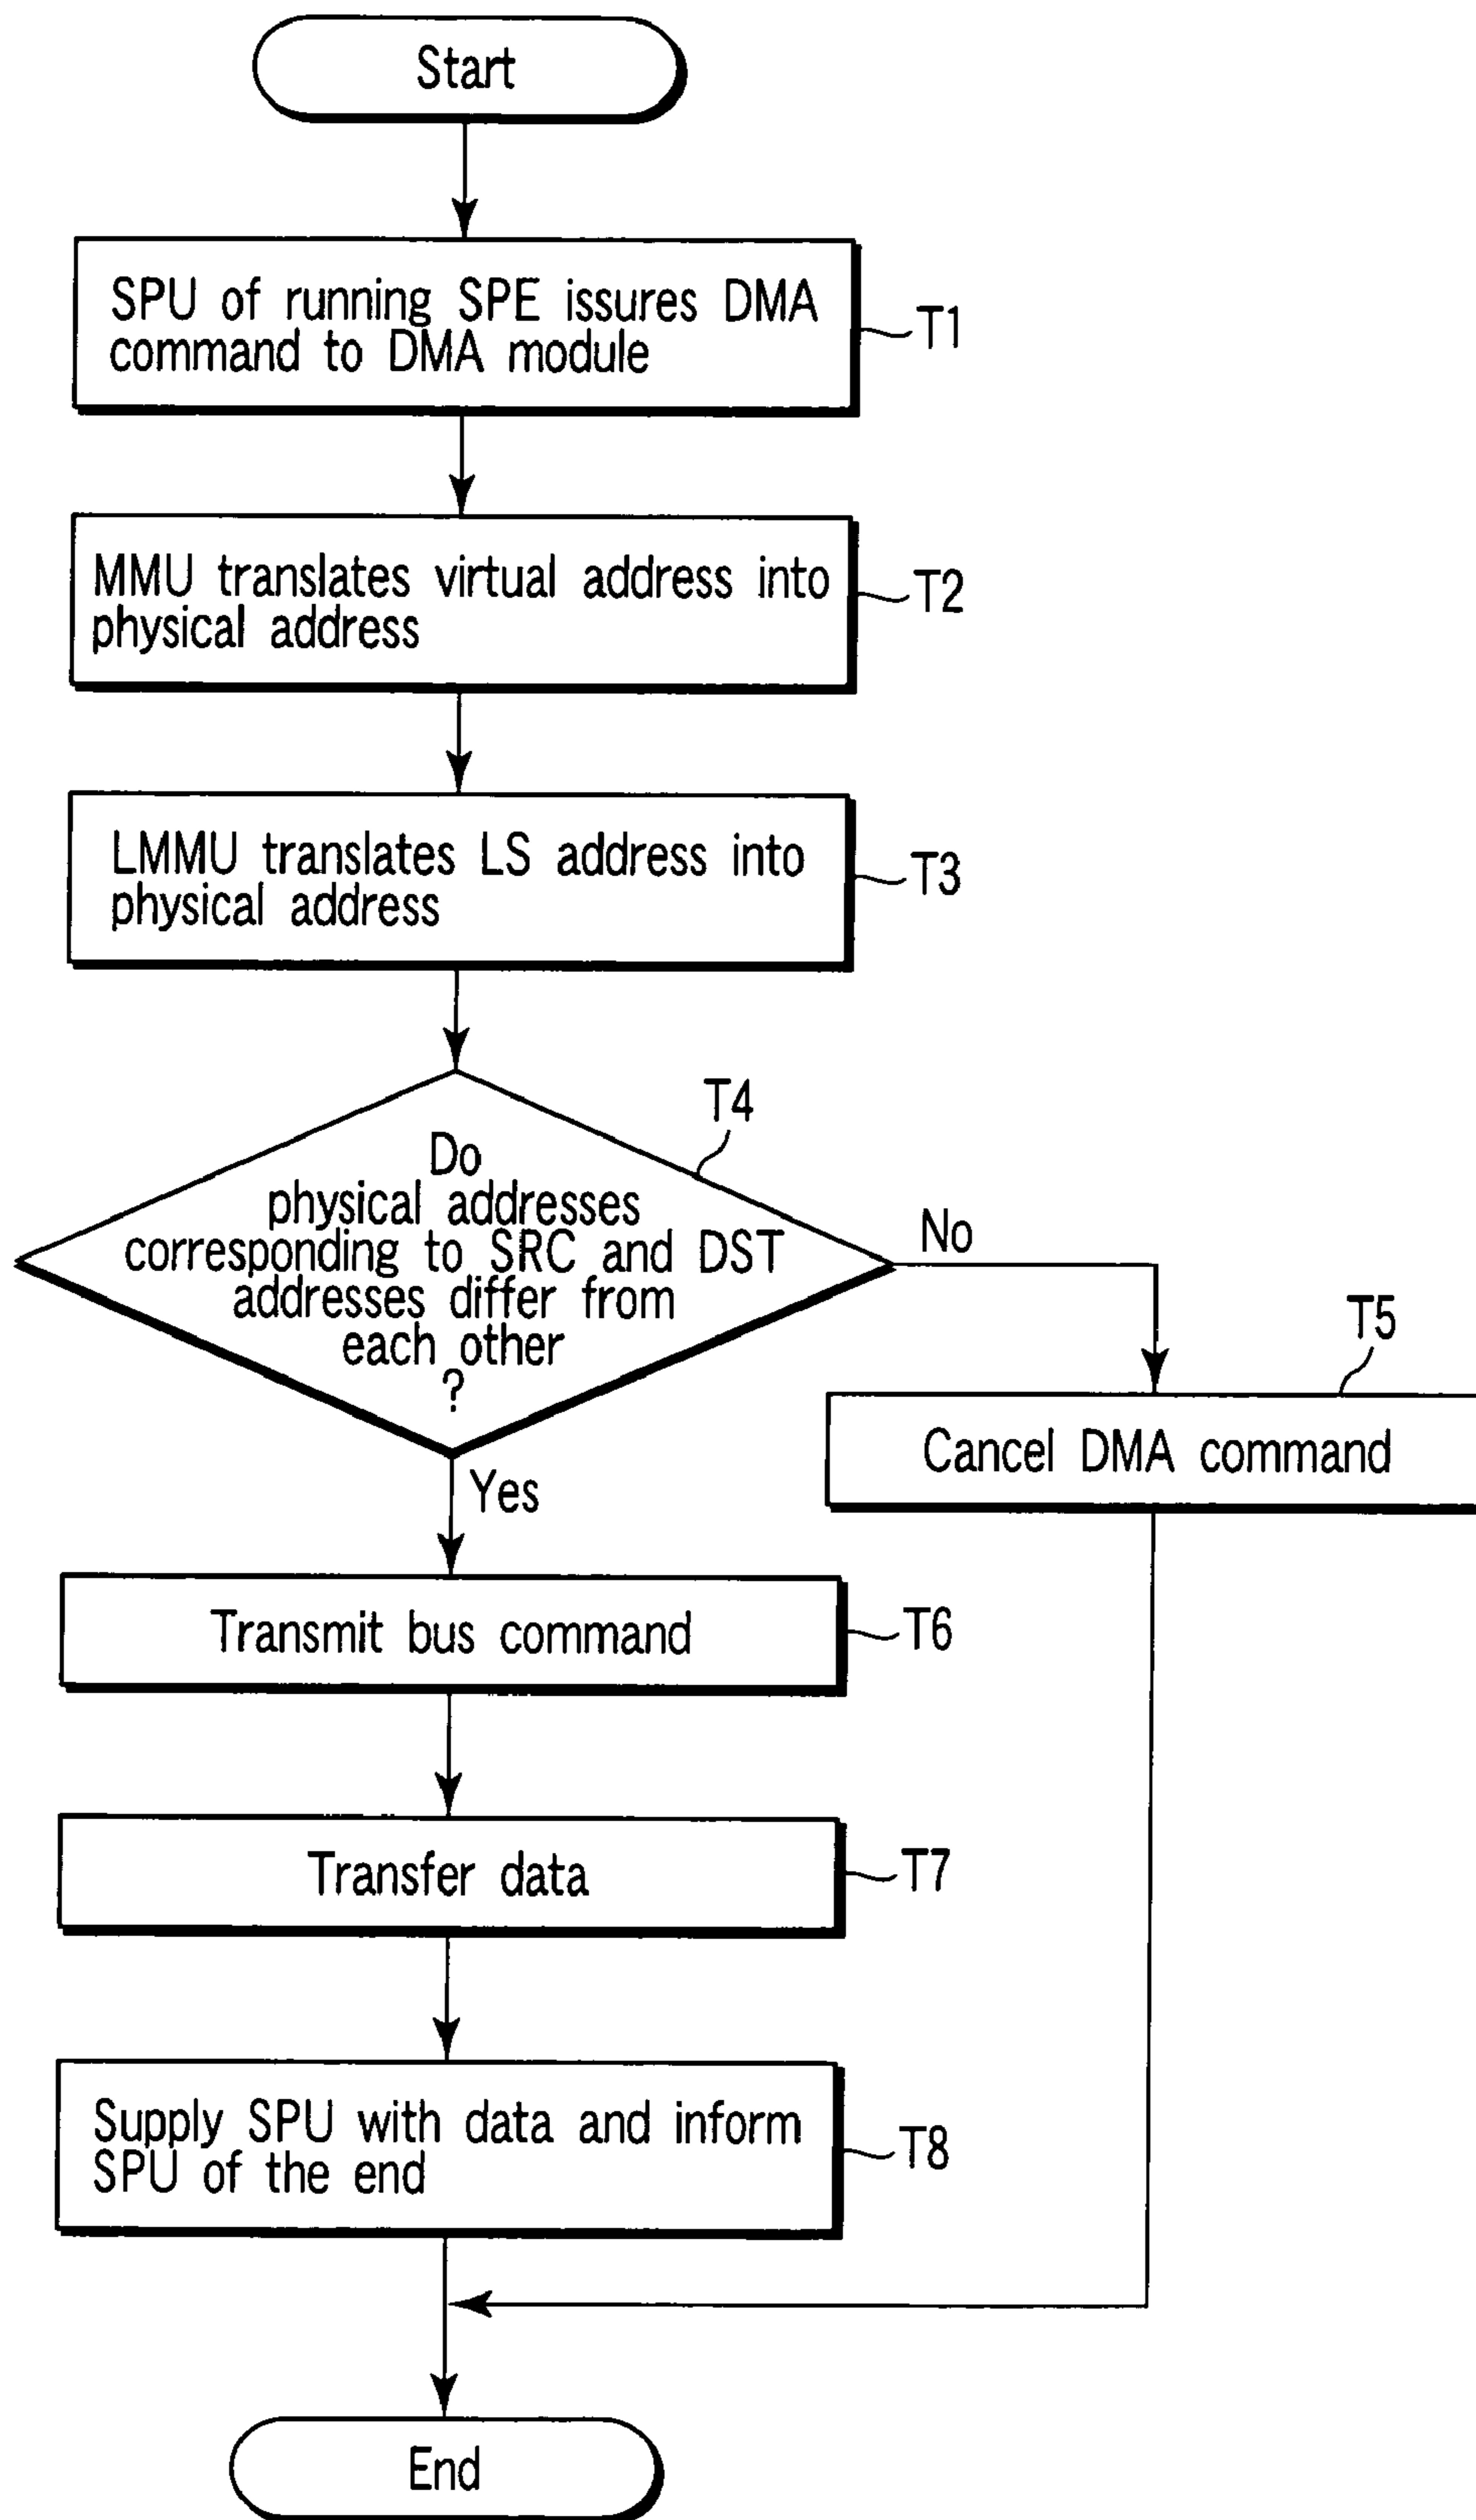 Start
SPU of running SPE issures DMA
command to DMA module
T1
MMU translates virtual address into
physical address
T2
LMMU translates LS address into
physical address
T3
T4
Do
physical addresses
corresponding to SRC and DST
addresses differ from
each other
?
No
Yes
T5
Cancel DMA command
Transmit bus command
T6
Transfer data
T7
Supply SPU with data and inform
SPU of the end
T8
End